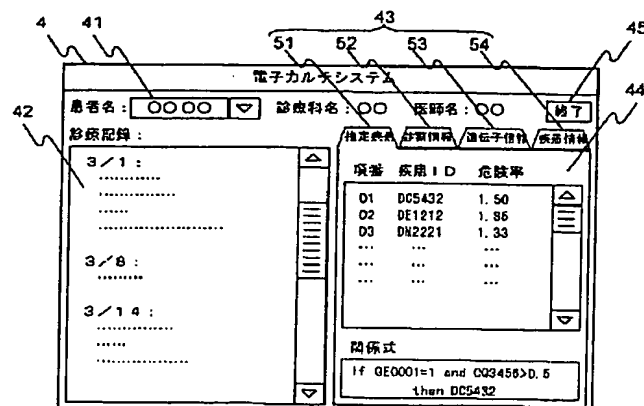 43
4
41
51
52
53
54
45
電子カルテシステム
患者名: ○○○○ ▽ 診療科名:○○ 医師名:○○ 終了
42
診療記録:
推定疾患 診察情報 遺伝子情報 疾患情報
44
3/1:
3/8:
3/14:
項番 疾患ID 危険率
01 DC5432 1.50
02 DE1212 1.86
03 DN2221 1.33
関係式
If GE0001=1 and CQ3456>0.5
then DC5432